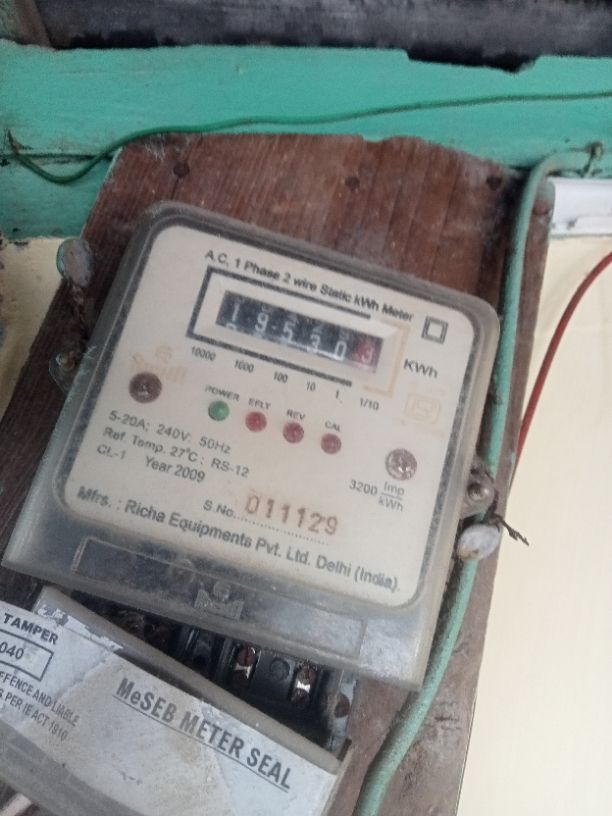 A.C, 1 Phase 2 wire Static kWh Meter
195303
KWh
10000 1000 100 10 1 1/10
POWER EFLT REV CAL
5-20A; 240V; 50Hz
Ref. Temp. 27°C; RS-12
CL-1 Year 2009
3200 Imp/kWh
S.No. 011129
Mfrs. : Richa Equipments Pvt. Ltd. Delhi (India).
TAMPER
040
FFENCE AND LIABLE
PER IE ACT 1910
MeSEB METER SEAL